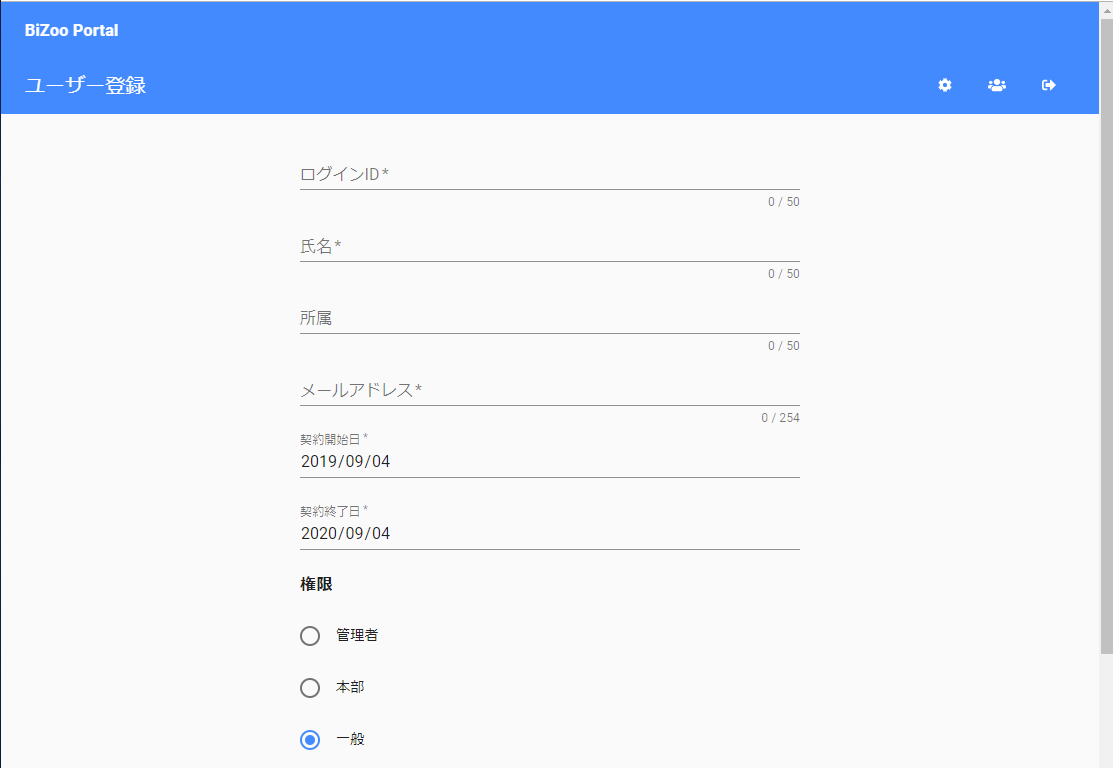 BiZoo Portal
ユーザー登録
ログインID*
0 / 50
氏名*
0 / 50
所属
0 / 50
メールアドレス*
0 / 254
契約開始日*
2019/09/04
契約終了日*
2020/09/04
権限
管理者
本部
一般